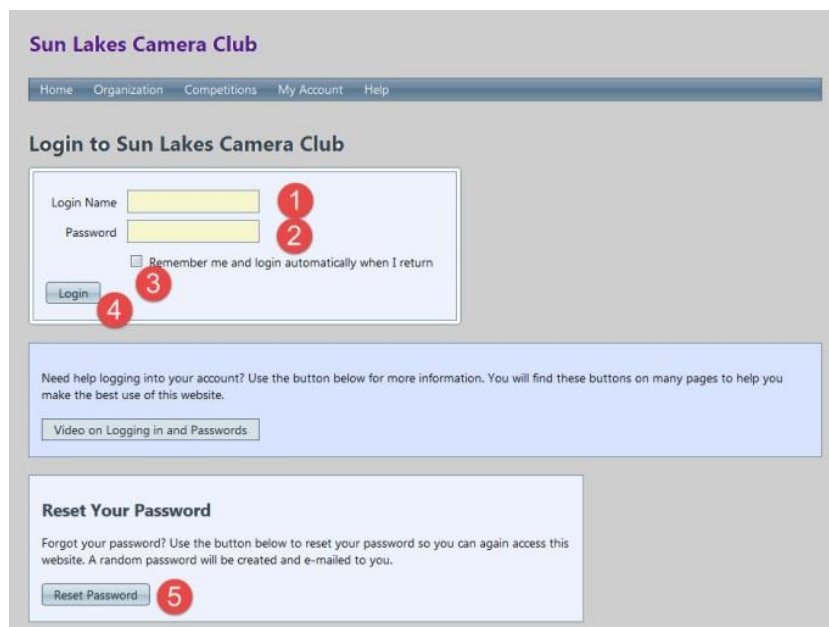 Sun Lakes Camera Club
Home Organization Competitions My Account Help
Login to Sun Lakes Camera Club
Login Name 1
Password 2
Remember me and login automatically when I return
3
Login
4
Need help logging into your account? Use the button below for more information. You will find these buttons on many pages to help you
make the best use of this website.
Video on Logging in and Passwords
Reset Your Password
Forgot your password? Use the button below to reset your password so you can again access this
website. A random password will be created and e-mailed to you.
Reset Password 5